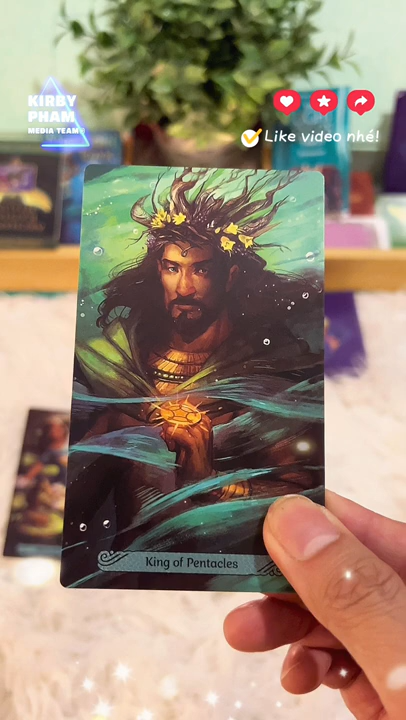 KIRBY
PHAM
MEDIA TEAM
Like video nhé!
King of Pentacles